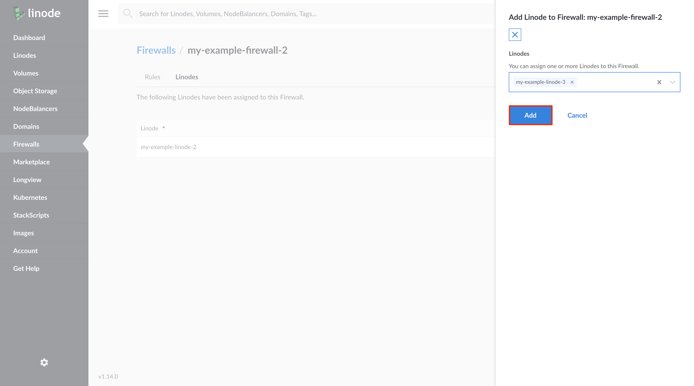 linode
Dashboard
Linodes
Volumes
Object Storage
NodeBalancers
Domains
Firewalls
Marketplace
Longview
Kubernetes
StackScripts
Images
Account
Get Help
Search for Linodes, Volumes, NodeBalancers, Domains, Tags...
Firewalls / my-example-firewall-2
Rules Linodes
The following Linodes have been assigned to this Firewall.
Linode
my-example-linode-2
v1.14.0
Add Linode to Firewall: my-example-firewall-2
Linodes
You can assign one or more Linodes to this Firewall.
my-example-linode-3
Add Cancel